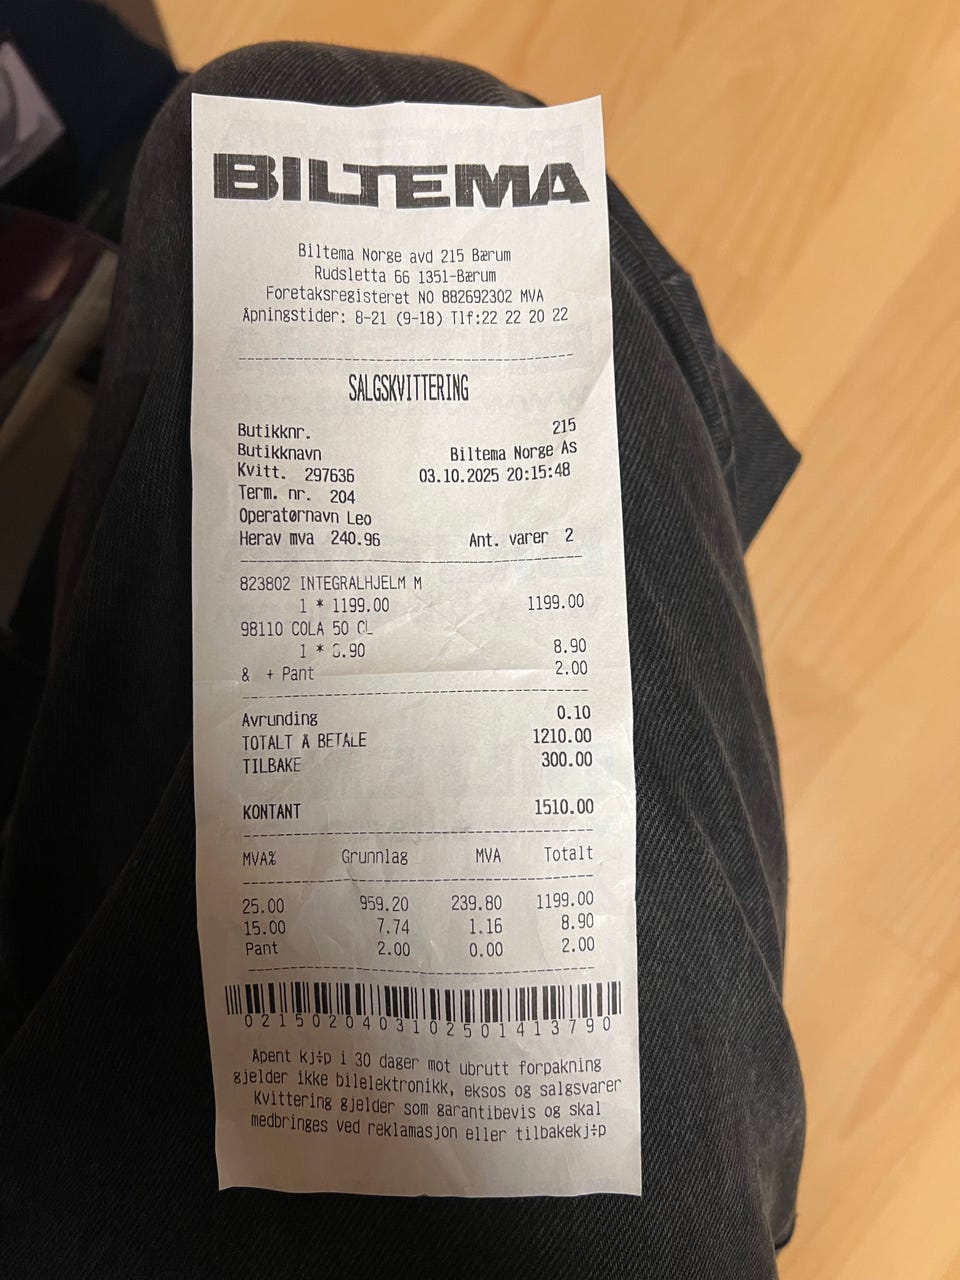 BILTEMA
Biltema Norge avd 215 Bærum
Rudsletta 66 1351-Bærum
Foretaksregisteret NO 882692302 MVA
Åpningstider: 8-21 (9-18) Tlf:22 22 20 22
SALGSKVITTERING
Butikknr. 215
Butikknavn Biltema Norge As
Kvitt. 297636 03.10.2025 20:15:48
Term. nr. 204
Operatørnavn Leo
Herav mva 240.96 Ant. varer 2
823802 INTEGRALHJELM M
1 * 1199.00 1199.00
98110 COLA 50 CL
1 * 8.90 8.90
& + Pant 2.00
Avrunding 0.10
TOTALT Å BETALE 1210.00
TILBAKE 300.00
KONTANT 1510.00
MVA% Grunnlag MVA Totalt
25.00 959.20 239.80 1199.00
15.00 7.74 1.16 8.90
Pant 2.00 0.00 2.00
0215020403102501413790
Åpent kj÷p i 30 dager mot ubrutt forpakning
gjelder ikke bilelektronikk, eksos og salgsvarer
Kvittering gjelder som garantibevis og skal
medbringes ved reklamasjon eller tilbakekj÷p